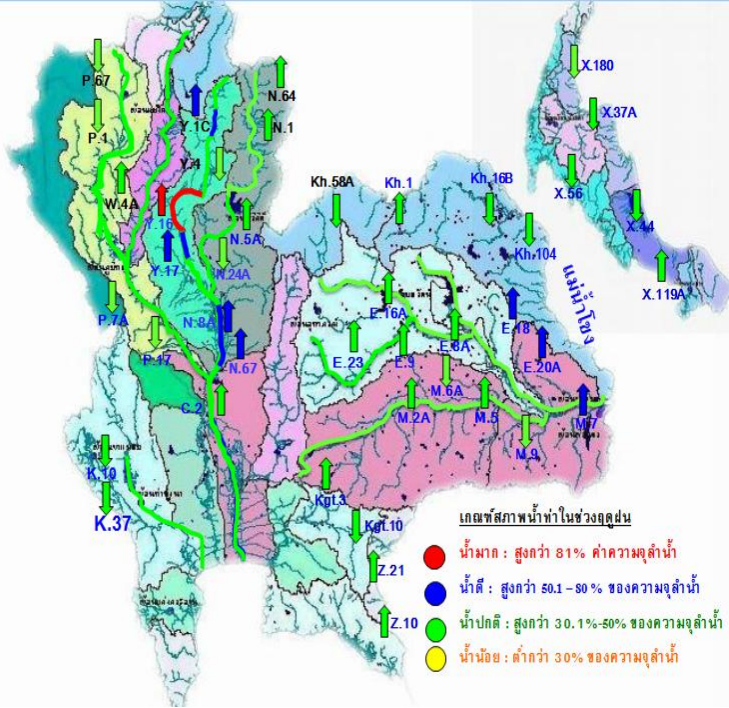 X.180
P.67
N.64
X.37A
Y.1C
N.1
P.1
Y.4
Kh.58A
Kh.1
Kh.16B
X.56
W.4A
Y.16
X.44
N.5A
Kh.104
Y.17
N.24A
แม่น้ำโขง
X.119A
P.7A
E.16A
N.8A
E.18
P.17
E.23
E.9
E.8A
E.20A
N.67
M.6A
C.2
M.2A
M.5
M.7
M.9
K.10
Kgt.3
K.37
Kgt.10
เกณฑ์สภาพน้ำท่าในช่วงฤดูฝน
น้ำมาก : สูงกว่า 81% ค่าความจุลำน้ำ
Z.21
น้ำดี : สูงกว่า 50.1 - 80 % ของความจุลำน้ำ
Z.10
น้ำปกติ : สูงกว่า 30.1%-50% ของความจุลำน้ำ
น้ำน้อย : ต่ำกว่า 30% ของความจุลำน้ำ